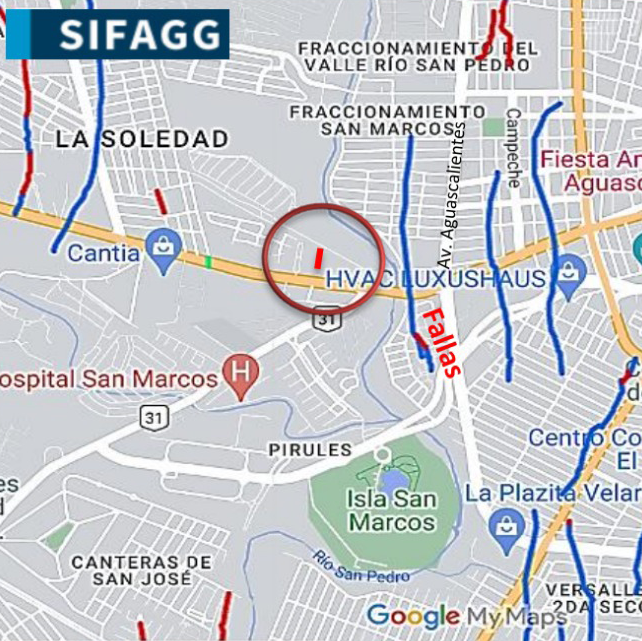 SIFAGG
FRACCIONAMIENTO DEL
VALLE RÍO SAN PEDRO
FRACCIONAMIENTO
SAN MARCOS
LA SOLEDAD
Av. Aguascalientes
Campeche
Fiesta Am
Aguasc
Cantia
HVAC LUXUSHAUS
31
Fallas
ospital San Marcos
H
31
PIRULES
Centro Co
El
Isla San
Marcos
La Plazita Velar
CANTERAS DE
SAN JOSÉ
Río San Pedro
VERSALLE
2DA SECC
Google My Maps